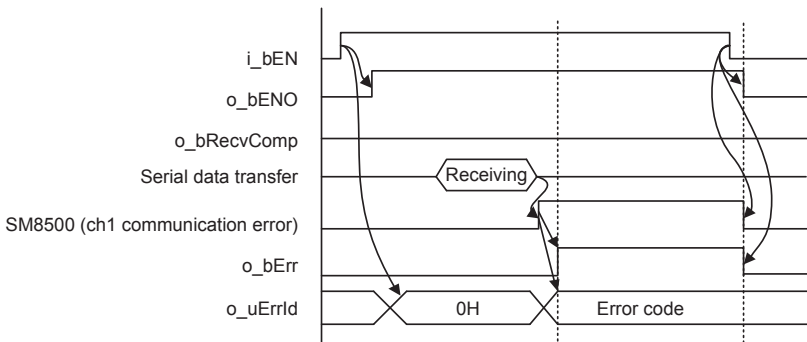 i_bEN
o_bENO
o_bRecvComp
Serial data transfer
Receiving
SM8500 (ch1 communication error)
o_bErr
o_uErrId
0H
Error code